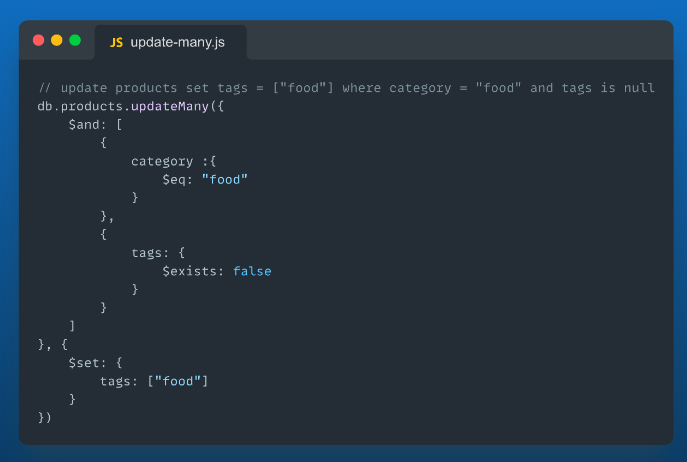 JS update-many.js
// update products set tags = ["food"] where category = "food" and tags is null
db.products.updateMany({
    $and: [
        {
            category :{
                $eq: "food"
            }
        },
        {
            tags: {
                $exists: false
            }
        }
    ]
}, {
    $set: {
        tags: ["food"]
    }
})